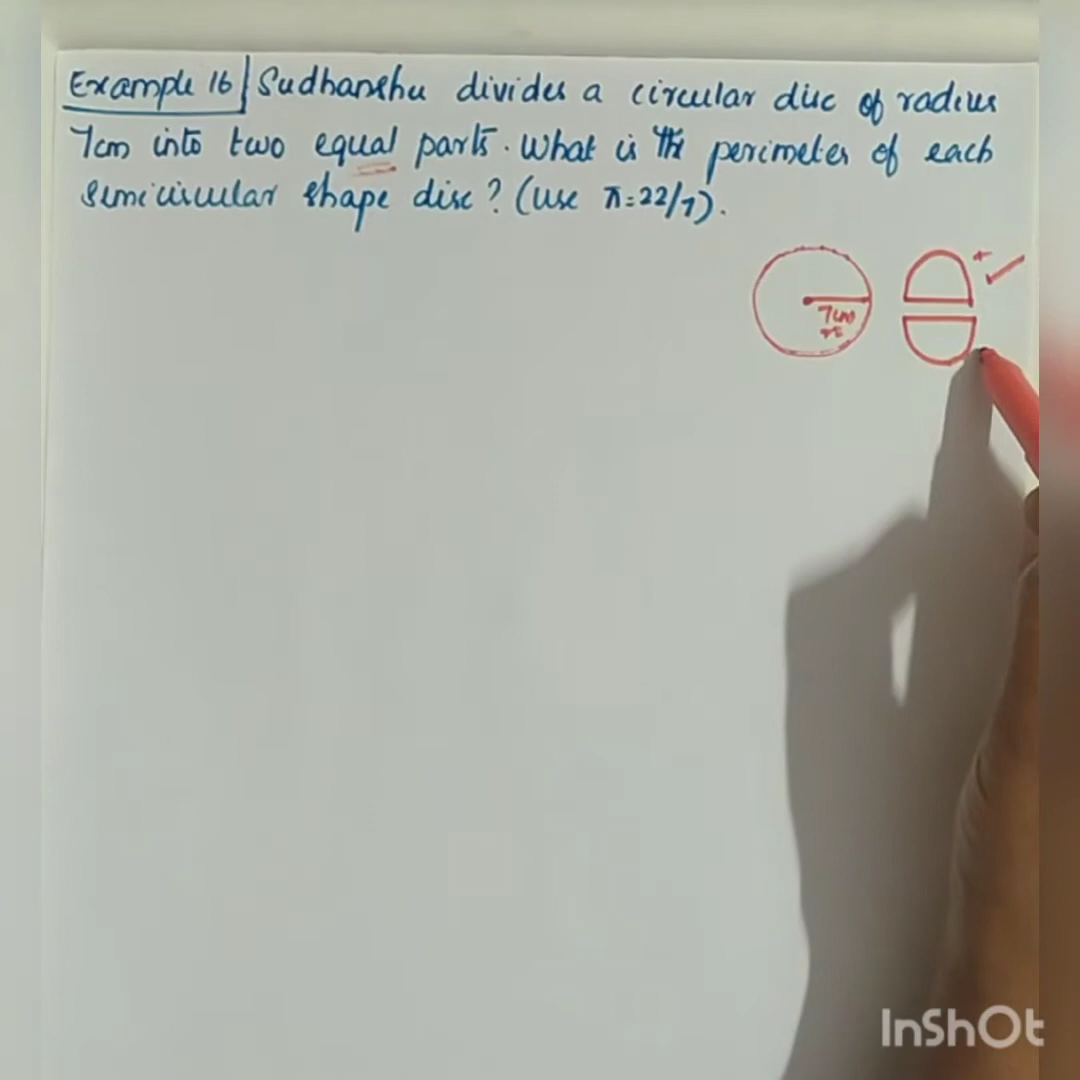 Example 16 Sudhanshu divides a circular disc of radius
7cm into two equal parts. What is the perimeter of each
semicircular shape disc? (Use π=22/7).
7cm
InShOt